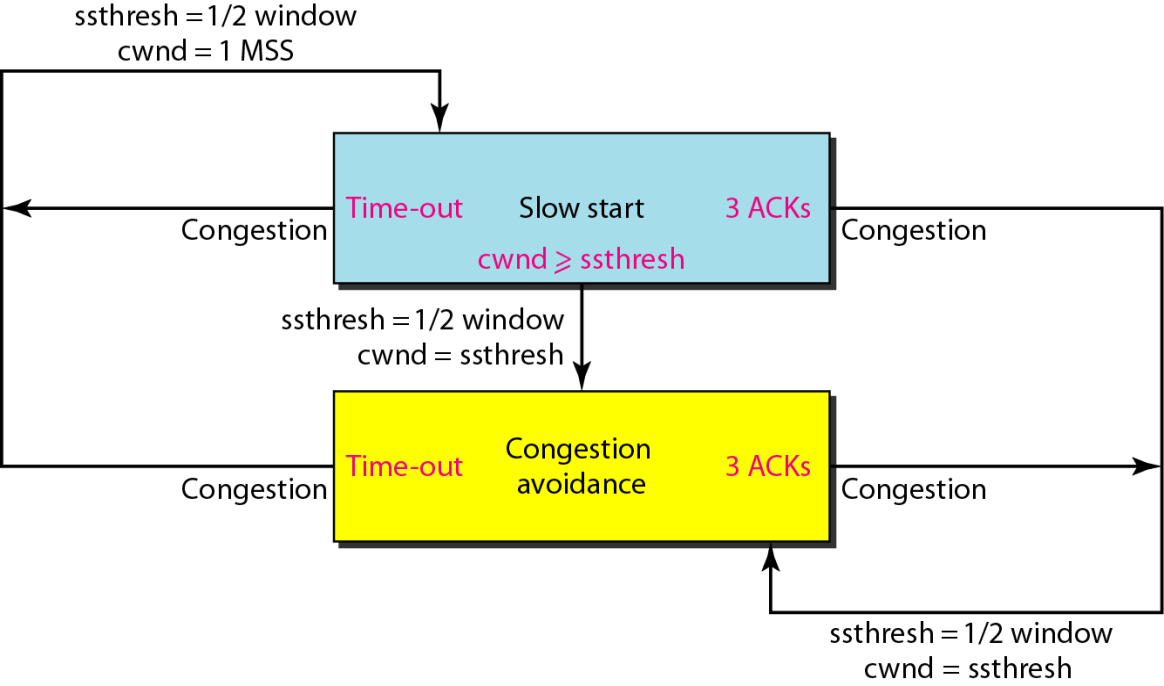 ssthresh = 1/2 window
cwnd = 1 MSS
Time-out
Slow start
3 ACKs
Congestion
Congestion
cwnd ⩾ ssthresh
ssthresh = 1/2 window
cwnd = ssthresh
Time-out
Congestion
avoidance
3 ACKs
Congestion
Congestion
ssthresh = 1/2 window
cwnd = ssthresh